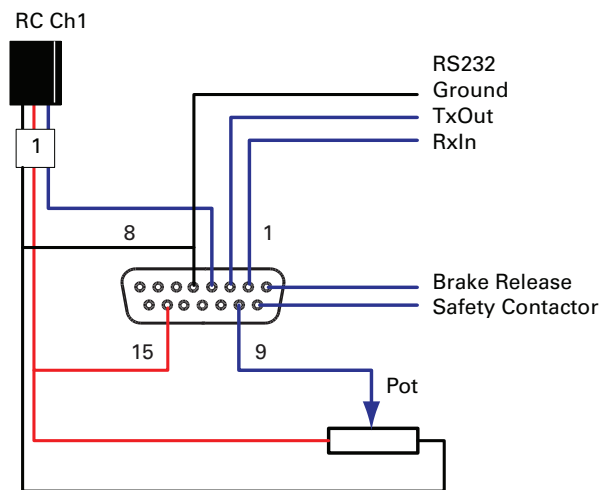 RC Ch1
RS232
Ground
TxOut
RxIn
1
8
1
Brake Release
Safety Contactor
15
9
Pot